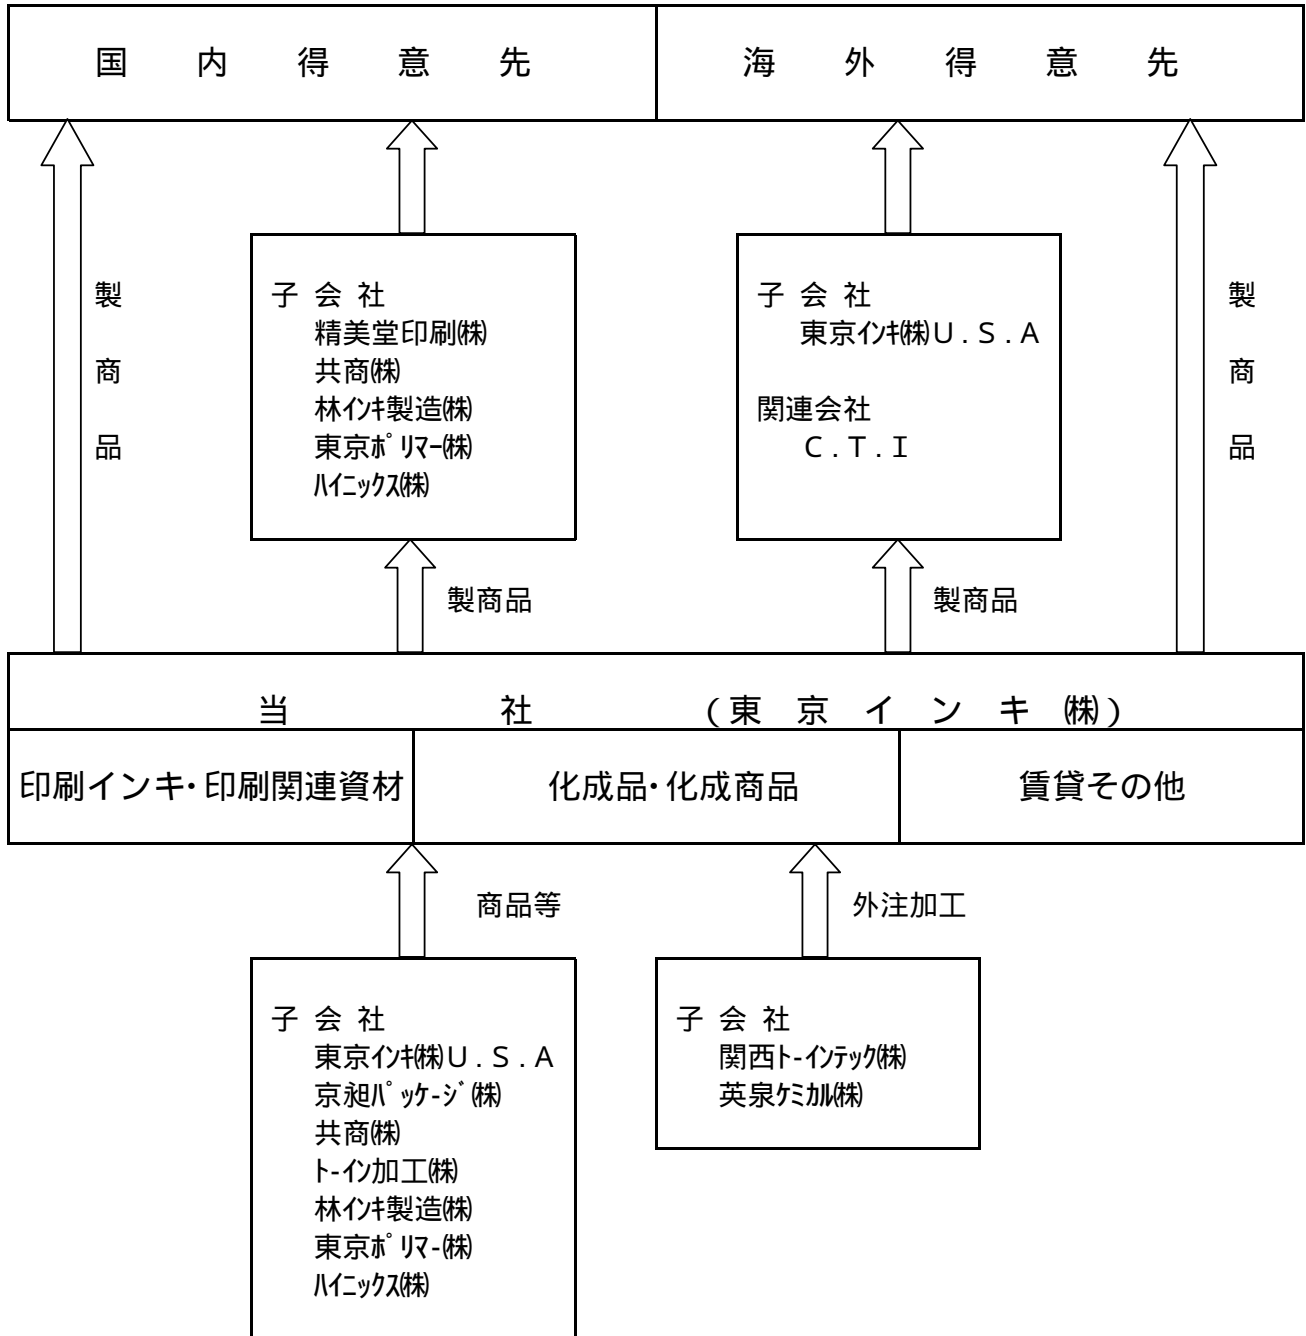 国内得意先
海外得意先
製商品
子会社
精美堂印刷㈱
共商㈱
林ｲﾝｷ製造㈱
東京ﾎﾟﾘﾏｰ㈱
ﾊｲﾆックｽ㈱
子会社
東京ｲﾝｷ㈱Ｕ.Ｓ.Ａ
関連会社
Ｃ.Ｔ.Ｉ
製商品
製商品
製商品
当社(東京インキ㈱)
印刷インキ・印刷関連資材
化成品・化成商品
賃貸その他
商品等
外注加工
子会社
東京ｲﾝｷ㈱Ｕ.Ｓ.Ａ
京昶ﾊﾟｯｹ-ｼﾞ㈱
共商㈱
ﾄ-ｲﾝ加工㈱
林ｲﾝｷ製造㈱
東京ﾎﾟﾘﾏ-㈱
ﾊｲﾆｯｸｽ㈱
子会社
関西ﾄ-ｲﾝﾃｯｸ㈱
英泉ｹﾐｶﾙ㈱